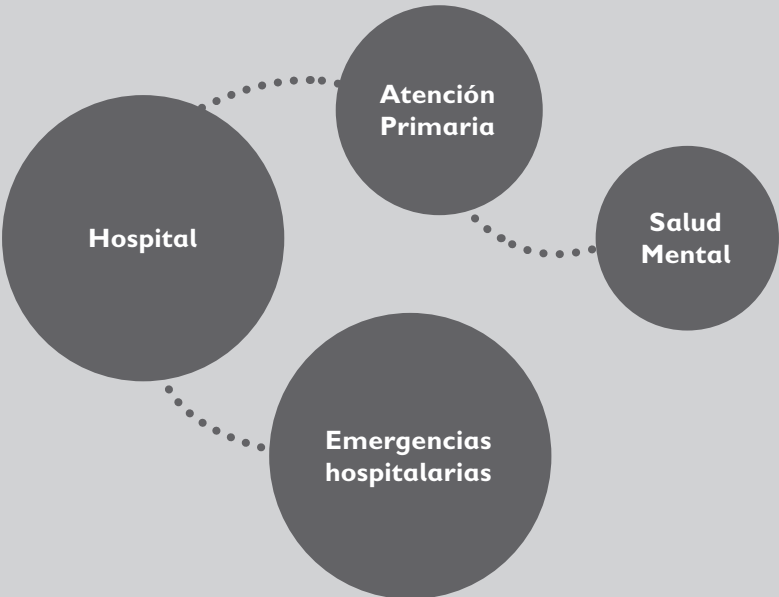 Atención
Primaria
Hospital
Salud
Mental
Emergencias
hospitalarias